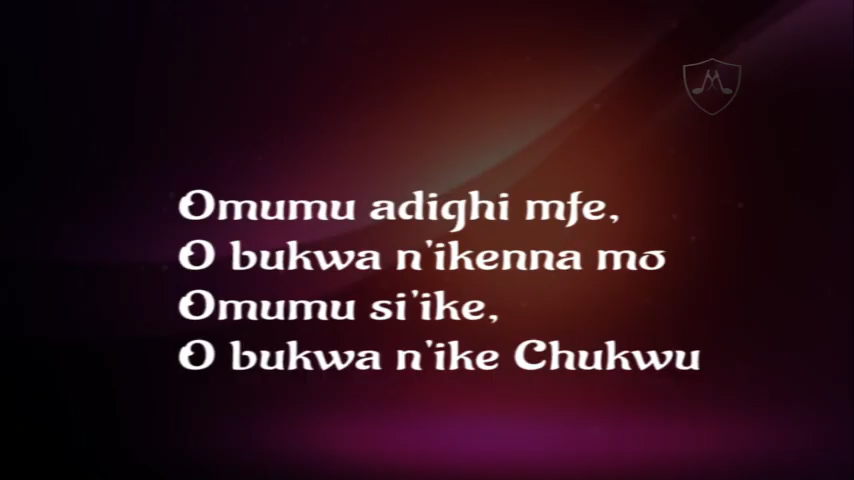 Omumu adighi mfe,
O bukwa n'ikenna mo
Omumu si'ike,
O bukwa n'ike Chukwu